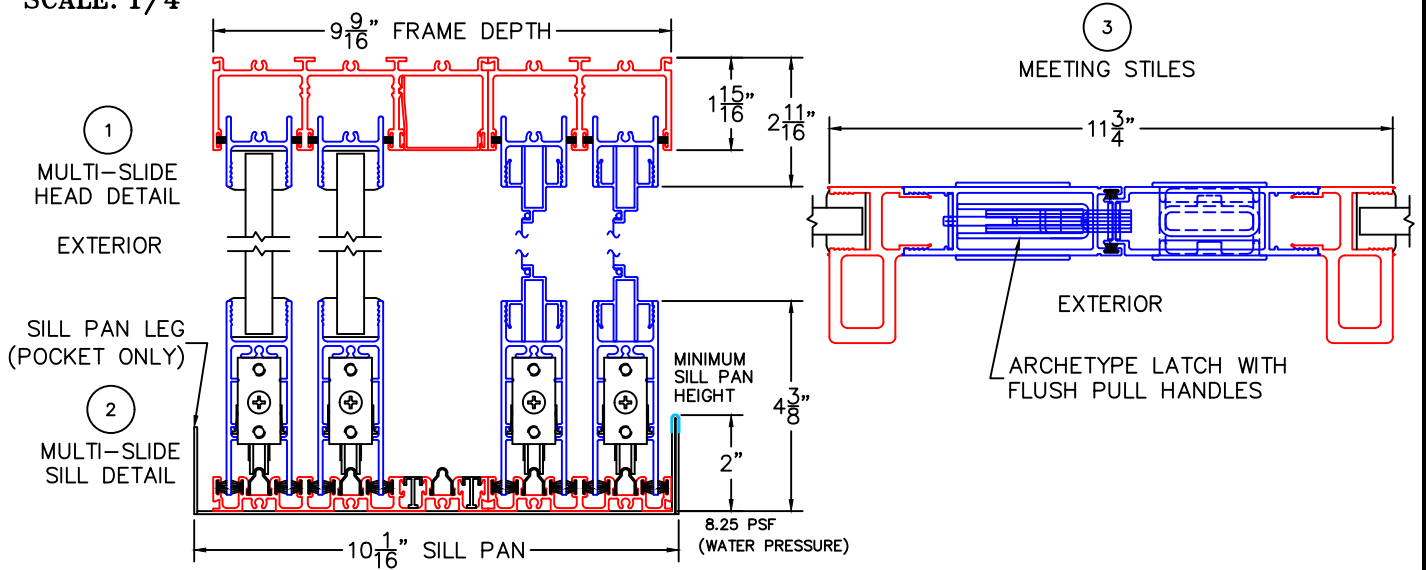 SCALE: 1/4
9 9/16" FRAME DEPTH
1 15/16"
2 11/16"
1
MULTI-SLIDE
HEAD DETAIL
EXTERIOR
SILL PAN LEG
(POCKET ONLY)
2
MULTI-SLIDE
SILL DETAIL
MINIMUM
SILL PAN
HEIGHT
4 3/8"
2"
8.25 PSF
(WATER PRESSURE)
10 1/16" SILL PAN
3
MEETING STILES
11 3/4"
EXTERIOR
ARCHETYPE LATCH WITH
FLUSH PULL HANDLES